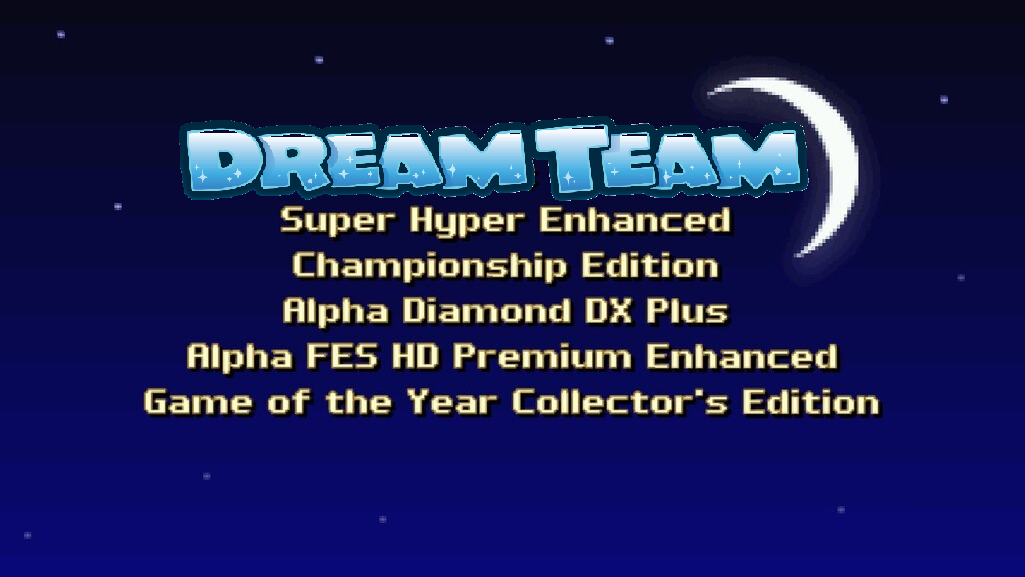 DREAM TEAM
Super Hyper Enhanced
Championship Edition
Alpha Diamond DX Plus
Alpha FES HD Premium Enhanced
Game of the Year Collector's Edition